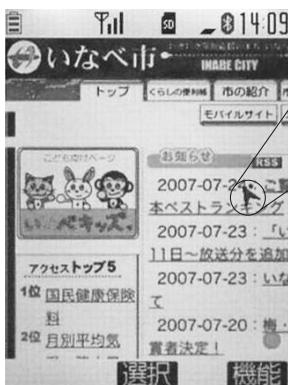 SD 14:09
いなべ市
INABE CITY
トップ くらしの便利帳 市の紹介
モバイルサイト
こども向けページ
いなべキッズ
アクセストップ5
1位 国民健康保険
料
2位 月別平均気
お知らせ RSS
2007-07-2
本ベストランキング
2007-07-23：「い
11日～放送分を追加
2007-07-23：いな
て
2007-07-20：梅・
賞者決定！
選択 機能